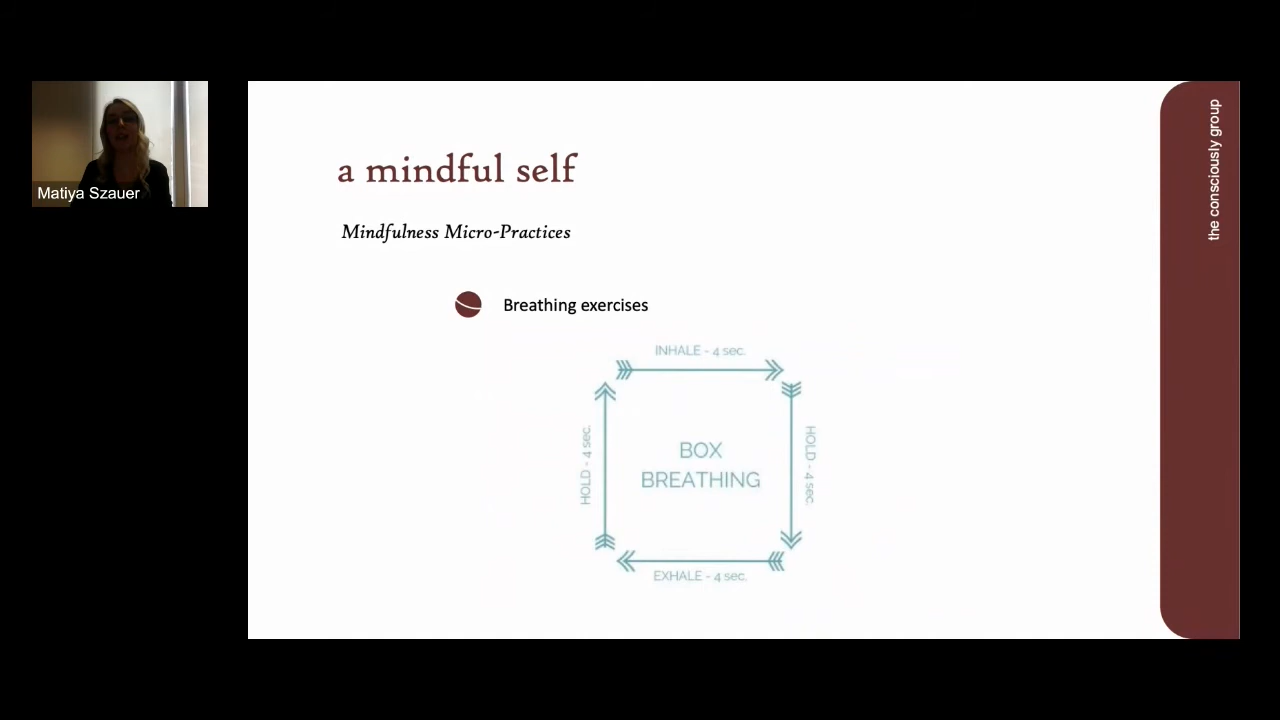 Matiya Szauer
a mindful self
Mindfulness Micro-Practices
Breathing exercises
INHALE - 4 sec.
HOLD - 4 sec.
BOX
BREATHING
HOLD - 4 sec.
EXHALE - 4 sec.
the consciously group